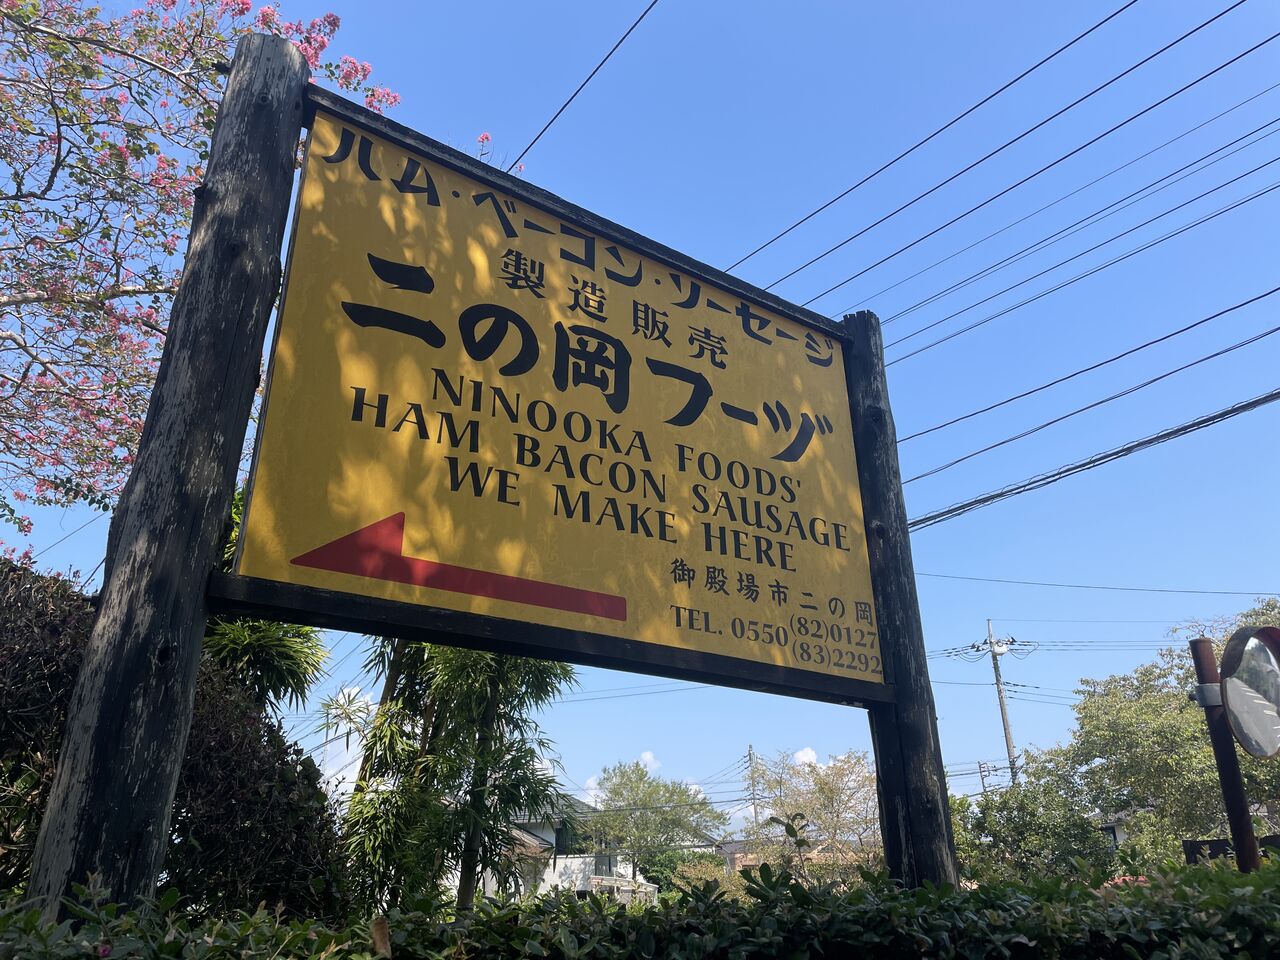 ハム・ベーコン・ソーセージ
製造販売
二の岡フーヅ
NINOOKA FOODS'
HAM BACON SAUSAGE
WE MAKE HERE
御殿場市二の岡
TEL. 0550(82)0127
(83)2292